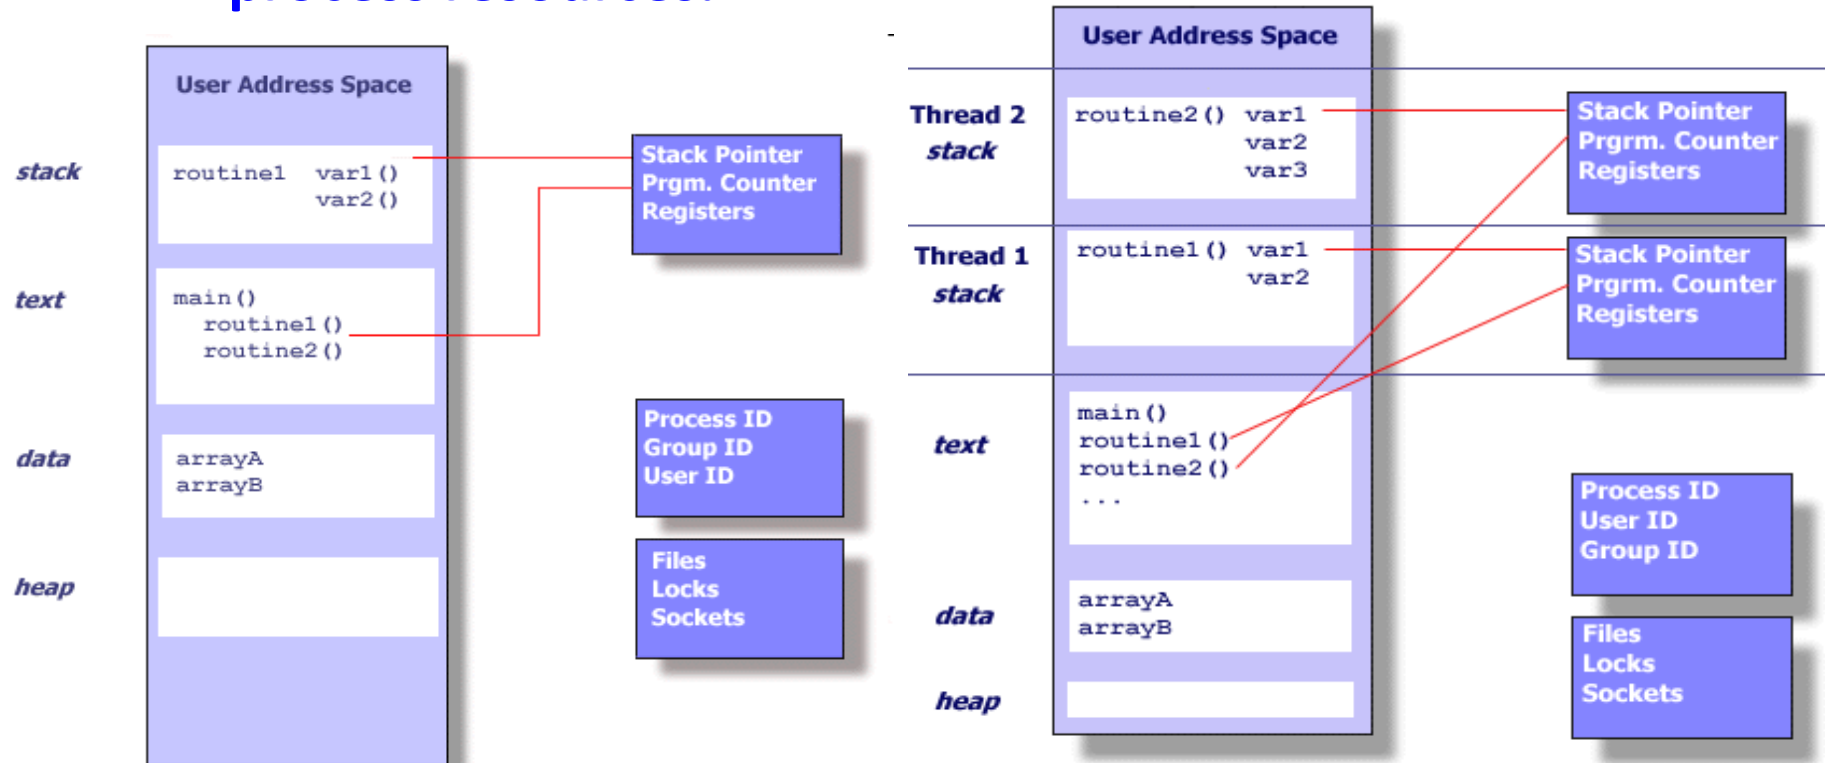 process resources.
User Address Space
stack
routine1 var1()
var2()
Stack Pointer
Prgm. Counter
Registers
text
main()
routine1()
routine2()
Process ID
Group ID
User ID
data
arrayA
arrayB
Files
Locks
Sockets
heap
User Address Space
Thread 2
stack
routine2() var1
var2
var3
Stack Pointer
Prgrm. Counter
Registers
Thread 1
stack
routine1() var1
var2
Stack Pointer
Prgrm. Counter
Registers
text
main()
routine1()
routine2()
...
Process ID
User ID
Group ID
data
arrayA
arrayB
Files
Locks
Sockets
heap